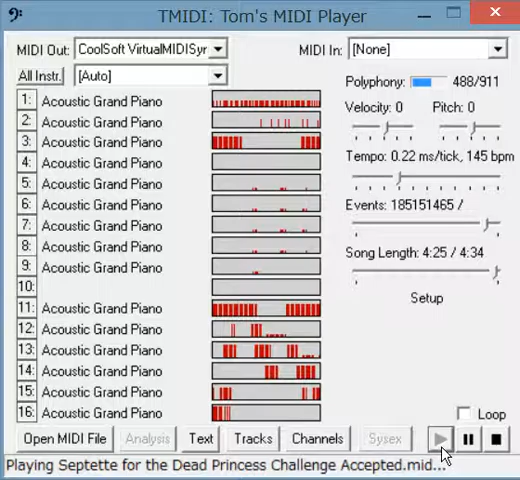 TMIDI: Tom's MIDI Player
MIDI Out: CoolSoft VirtualMIDISyr MIDI In: [None]
All Instr. [Auto]
Polyphony: 488/911
Velocity: 0 Pitch: 0
Tempo: 0.22 ms/tick, 145 bpm
Events: 185151465 /
Song Length: 4:25 / 4:34
Setup
1: Acoustic Grand Piano
2: Acoustic Grand Piano
3: Acoustic Grand Piano
4: Acoustic Grand Piano
5: Acoustic Grand Piano
6: Acoustic Grand Piano
7: Acoustic Grand Piano
8: Acoustic Grand Piano
9: Acoustic Grand Piano
10:
11: Acoustic Grand Piano
12: Acoustic Grand Piano
13: Acoustic Grand Piano
14: Acoustic Grand Piano
15: Acoustic Grand Piano
16: Acoustic Grand Piano
Loop
Open MIDI File Analysis Text Tracks Channels Sysex
Playing Septette for the Dead Princess Challenge Accepted.mid...